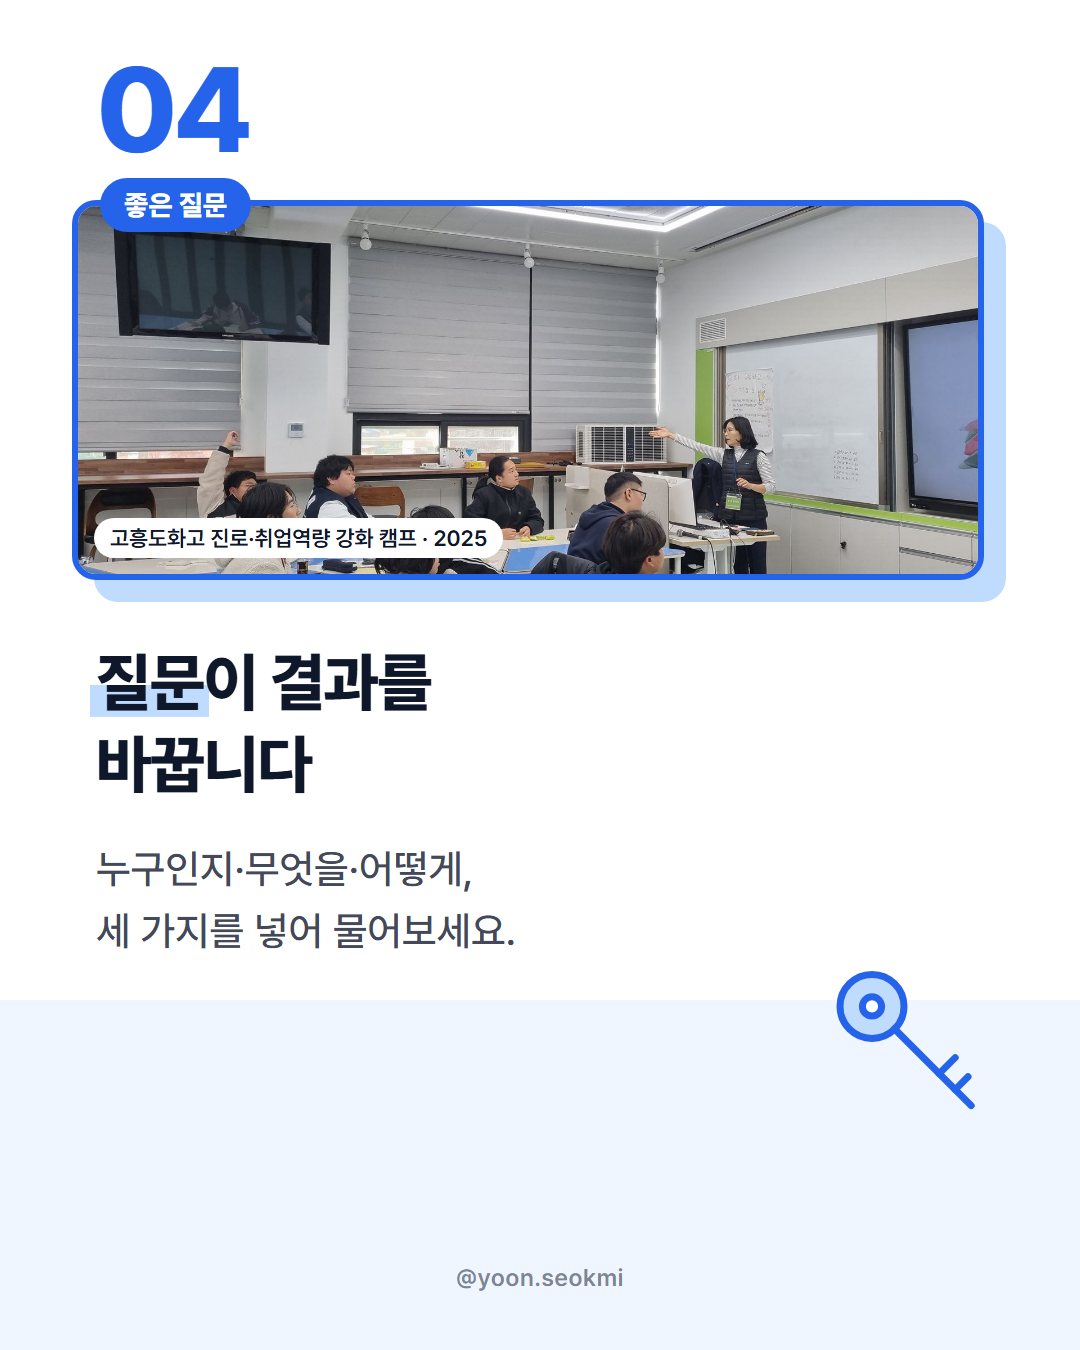 04
좋은 질문
고흥도화고 진로·취업역량 강화 캠프 · 2025
질문이 결과를
바꿉니다
누구인지·무엇을·어떻게,
세 가지를 넣어 물어보세요.
@yoon.seokmi